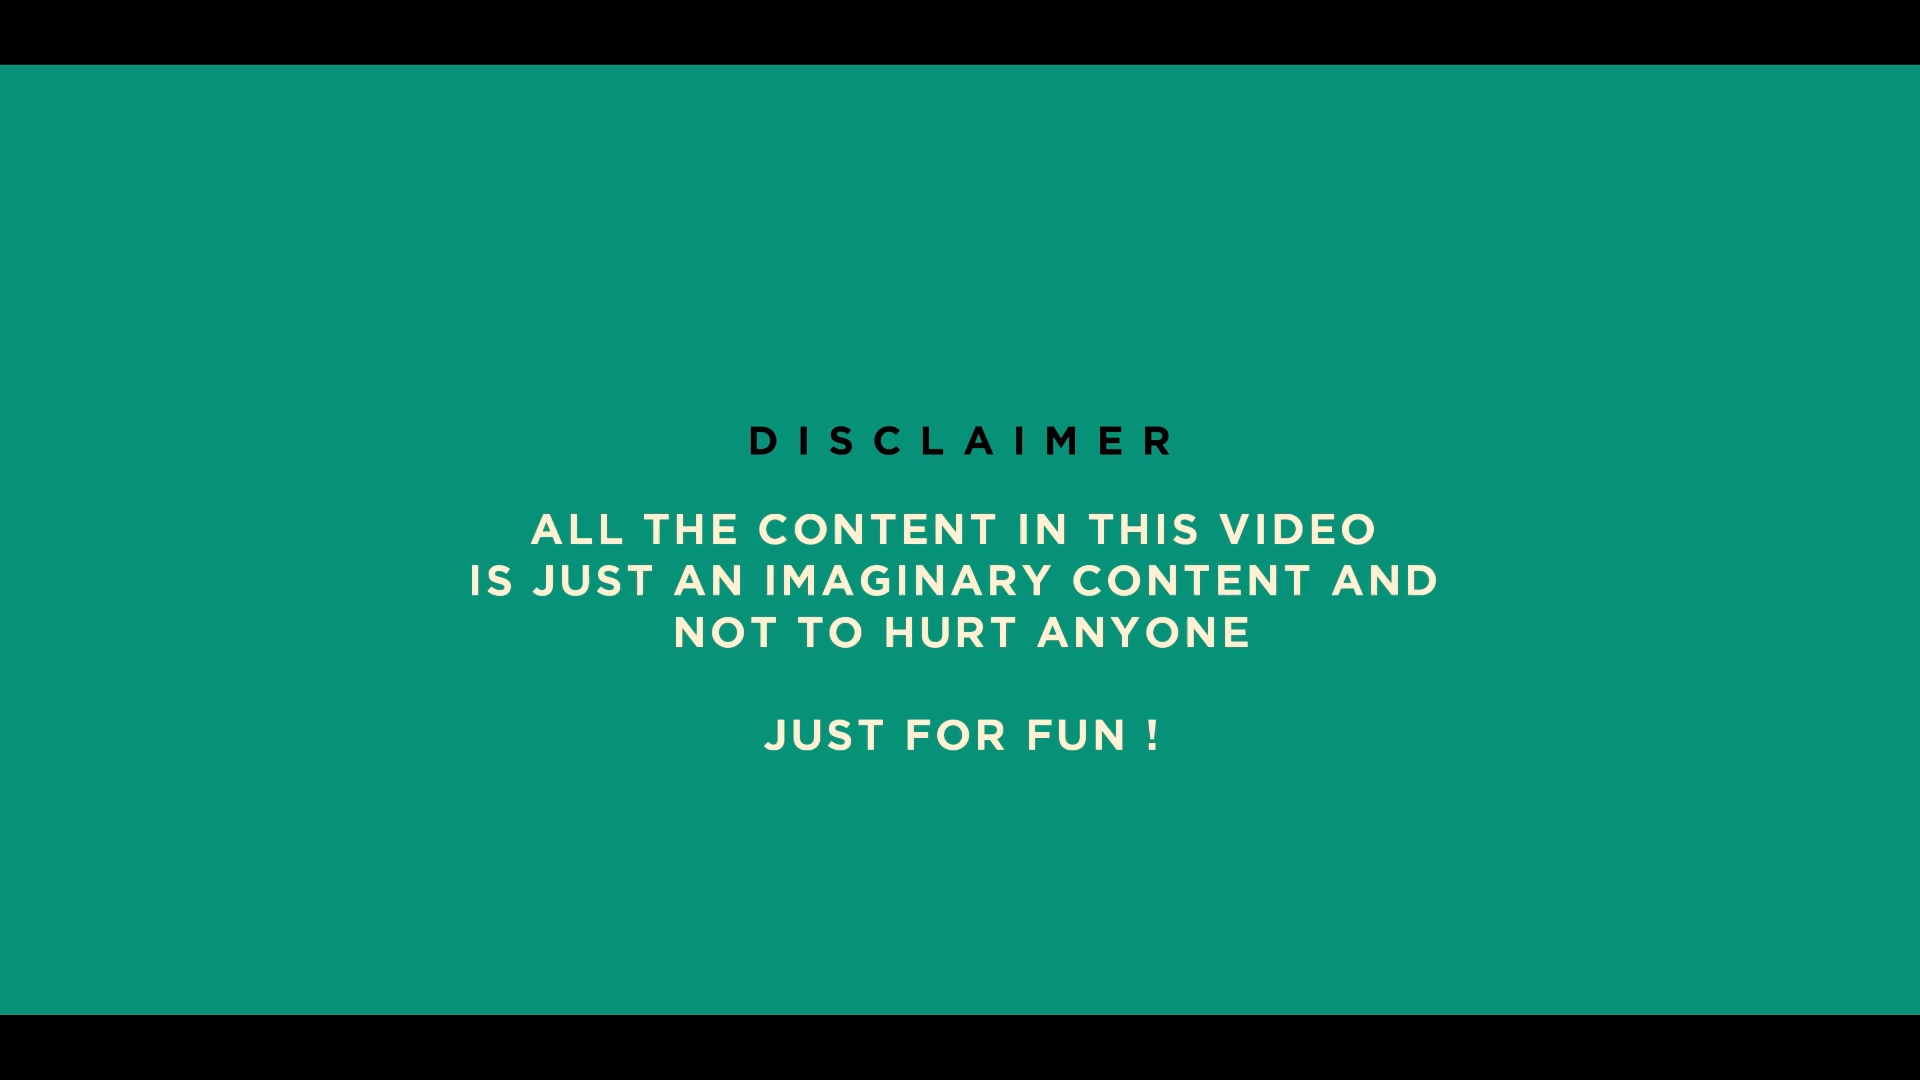 DISCLAIMER
ALL THE CONTENT IN THIS VIDEO
IS JUST AN IMAGINARY CONTENT AND
NOT TO HURT ANYONE
JUST FOR FUN !